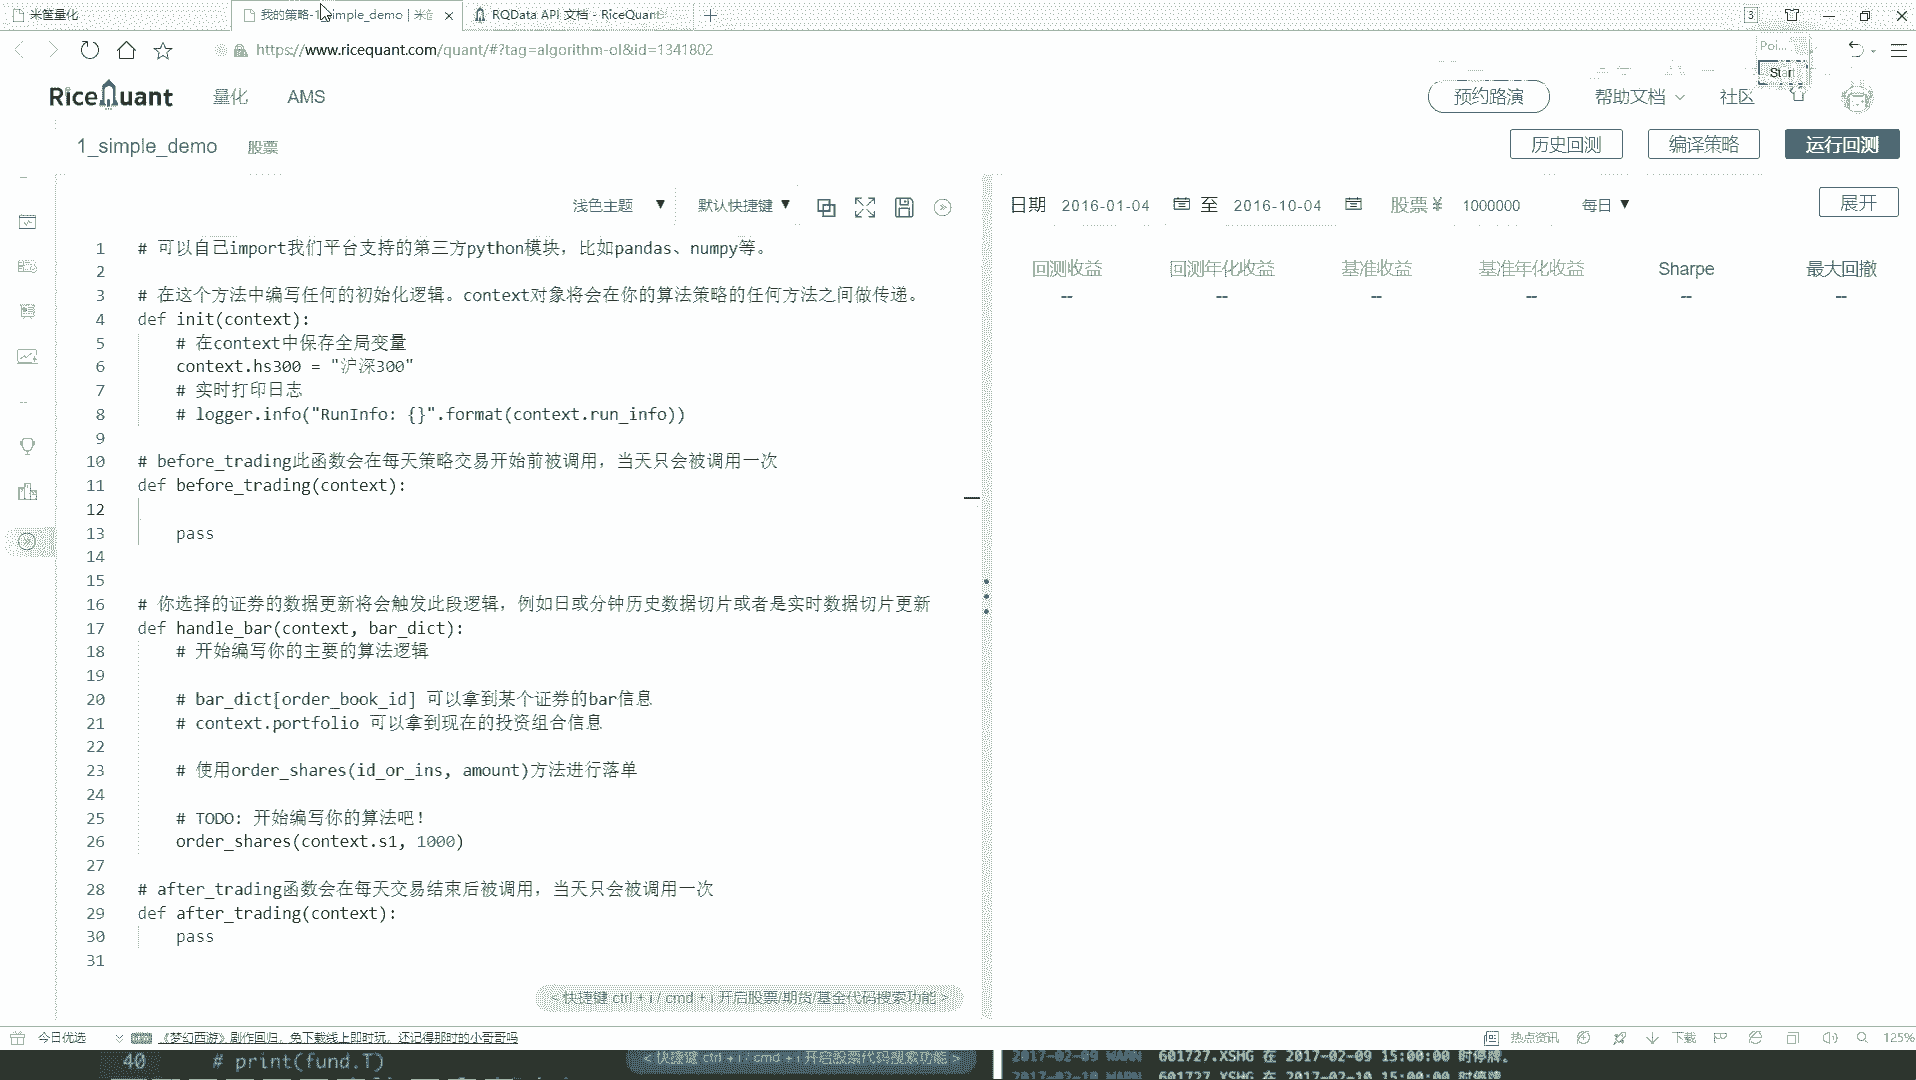 米筐量化
我的策略-1_simple_demo | 米
RQData API 文档 - RiceQuant
3
https://www.ricequant.com/quant/#?tag=algorithm-ol&id=1341802
Poi...
Start
RiceQuant
量化
AMS
预约路演
帮助文档
社区
1_simple_demo
股票
历史回测
编译策略
运行回测
浅色主题
默认快捷键
日期 2016-01-04 至 2016-10-04 股票 ¥ 1000000 每日
展开
回测收益 回测年化收益 基准收益 基准年化收益 Sharpe 最大回撤
-- -- -- -- -- --
1 # 可以自己import我们平台支持的第三方python模块，比如pandas、numpy等。
2
3 # 在这个方法中编写任何的初始化逻辑。context对象将会在你的算法策略的任何方法之间做传递。
4 def init(context):
5 # 在context中保存全局变量
6 context.hs300 = "沪深300"
7 # 实时打印日志
8 # logger.info("RunInfo: {}".format(context.run_info))
9
10 # before_trading此函数会在每天策略交易开始前被调用，当天只会被调用一次
11 def before_trading(context):
12
13 pass
14
15
16 # 你选择的证券的数据更新将会触发此段逻辑，例如日或分钟历史数据切片或者是实时数据切片更新
17 def handle_bar(context, bar_dict):
18 # 开始编写你的主要的算法逻辑
19
20 # bar_dict[order_book_id] 可以拿到某个证券的bar信息
21 # context.portfolio 可以拿到现在的投资组合信息
22
23 # 使用order_shares(id_or_ins, amount)方法进行落单
24
25 # TODO: 开始编写你的算法吧！
26 order_shares(context.s1, 1000)
27
28 # after_trading函数会在每天交易结束后被调用，当天只会被调用一次
29 def after_trading(context):
30 pass
31
< 快捷键 ctrl + i / cmd + i 开启股票/期货/基金代码搜索功能 >
今日优选
《梦幻西游》剧作回归，免下载线上即时玩，还记得那时的小哥哥吗
热点资讯
下载
125%
40 # print(fund.T)
< 快捷键 ctrl + i / cmd + i 开启股票代码搜索功能 >
2017-02-09 WARN 601727.XSHG 在 2017-02-09 15:00:00 时停牌。
2017-02-10 WARN 601727.XSHG 在 2017-02-10 15:00:00 时停牌